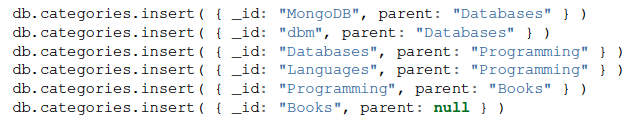 db.categories.insert( { _id: "MongoDB", parent: "Databases" } )
db.categories.insert( { _id: "dbm", parent: "Databases" } )
db.categories.insert( { _id: "Databases", parent: "Programming" } )
db.categories.insert( { _id: "Languages", parent: "Programming" } )
db.categories.insert( { _id: "Programming", parent: "Books" } )
db.categories.insert( { _id: "Books", parent: null } )